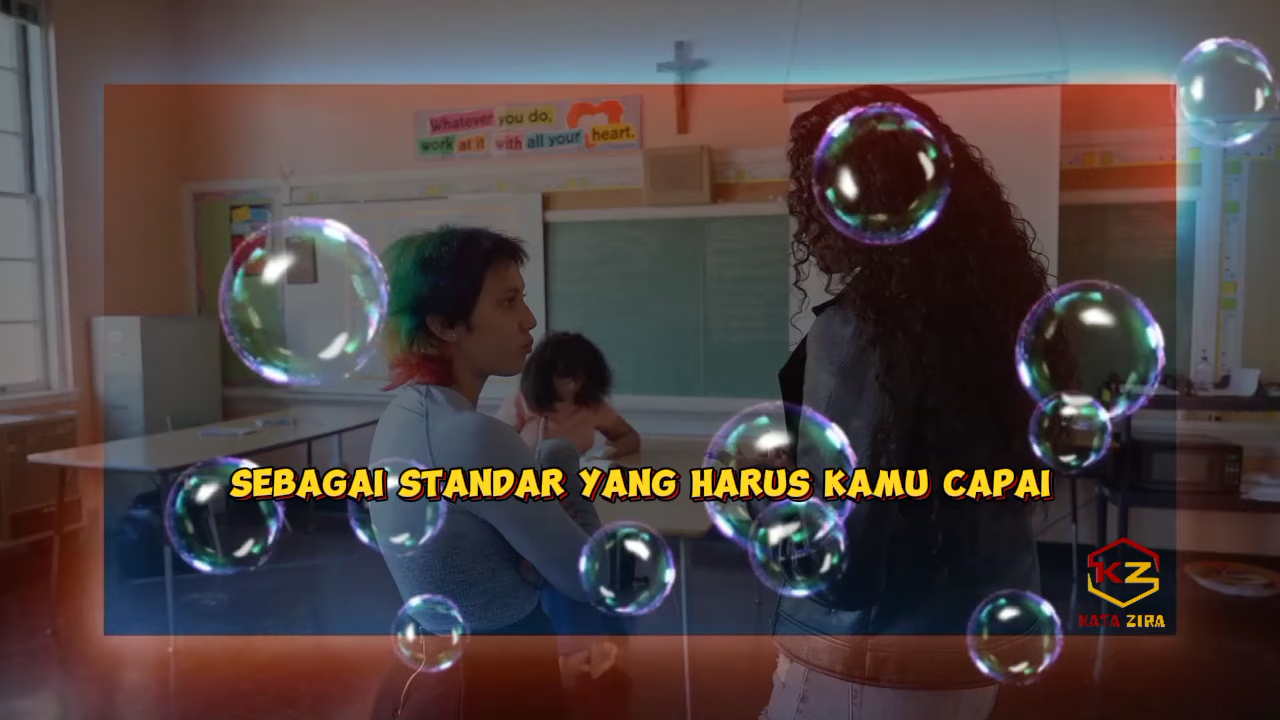 Whatever you do,
work at it with all your heart.
SEBAGAI STANDAR YANG HARUS KAMU CAPAI
KZ
KATA ZIRA